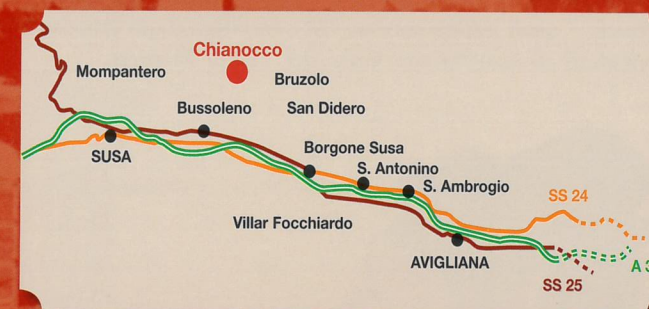 Chianocco
Mompantero
Bruzolo
Bussoleno
San Didero
SUSA
Borgone Susa
S. Antonino
S. Ambrogio
SS 24
Villar Focchiardo
AVIGLIANA
A
SS 25